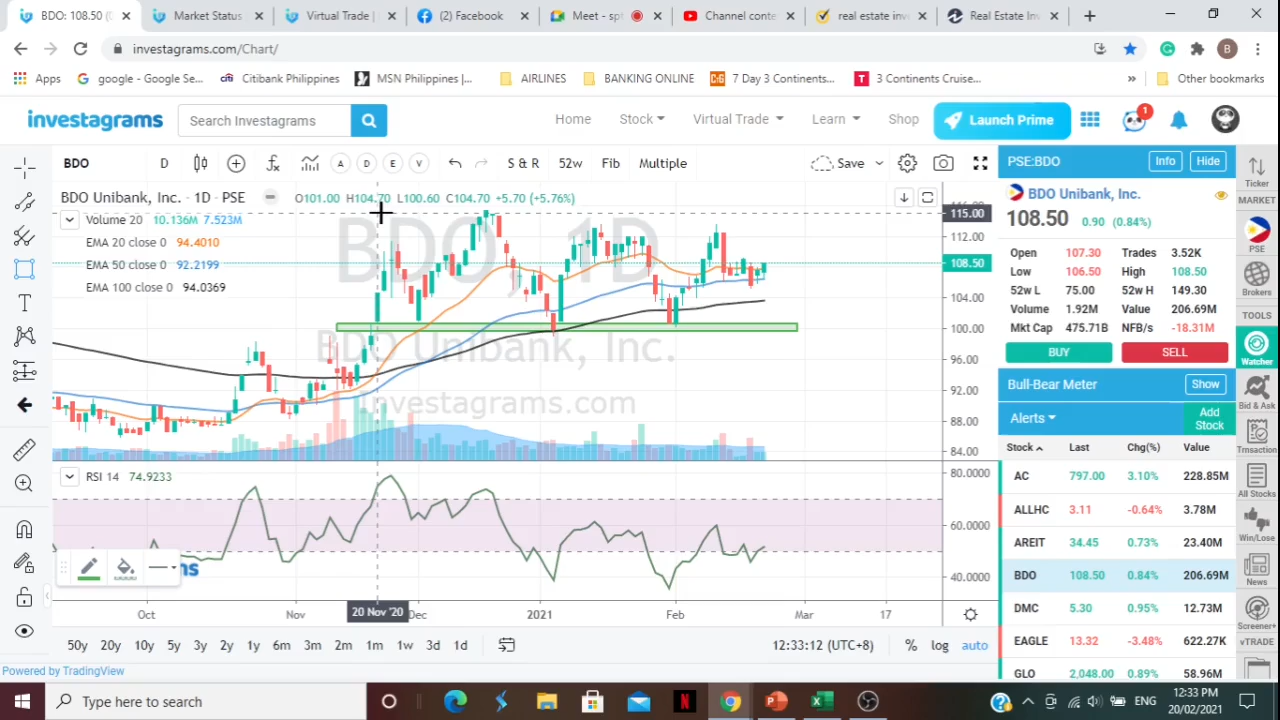 BDO: 108.50 (
Market Status
Virtual Trade |
(2) Facebook
Meet - spt
Channel conte
real estate inv
Real Estate Inv
investagrams.com/Chart/
B
Apps
google - Google Se...
Citibank Philippines
MSN Philippines |...
AIRLINES
BANKING ONLINE
7 Day 3 Continents...
3 Continents Cruise...
»
Other bookmarks
investagrams
Search Investagrams
Home
Stock
Virtual Trade
Learn
Shop
Launch Prime
1
BDO
D
A
D
E
V
S & R
52w
Fib
Multiple
Save
BDO Unibank, Inc. · 1D · PSE
O101.00 H104.70 L100.60 C104.70 +5.70 (+5.76%)
Volume 20 10.136M 7.523M
EMA 20 close 0 94.4010
EMA 50 close 0 92.2199
EMA 100 close 0 94.0369
BDO, 1D
BDO Unibank, Inc.
investagrams.com
115.00
112.00
108.50
104.00
100.00
96.00
92.00
88.00
84.00
RSI 14 74.9233
80.0000
60.0000
40.0000
Oct
Nov
20 Nov '20
Dec
2021
Feb
Mar
17
50y 20y 10y 5y 3y 2y 1y 6m 3m 2m 1m 1w 3d 1d
12:33:12 (UTC+8)
% log auto
Powered by TradingView
PSE:BDO
Info
Hide
BDO Unibank, Inc.
108.50 0.90 (0.84%)
Open 107.30 Trades 3.52K
Low 106.50 High 108.50
52w L 75.00 52w H 149.30
Volume 1.92M Value 206.69M
Mkt Cap 475.71B NFB/s -18.31M
BUY
SELL
Bull-Bear Meter
Show
Alerts
Add Stock
Stock Last Chg(%) Value
AC 797.00 3.10% 228.85M
ALLHC 3.11 -0.64% 3.78M
AREIT 34.45 0.73% 23.40M
BDO 108.50 0.84% 206.69M
DMC 5.30 0.95% 12.73M
EAGLE 13.32 -3.48% 622.27K
GLO 2,048.00 0.89% 58.96M
Ticker
MARKET
PSE
Brokers
TOOLS
Watcher
Bid & Ask
Trnsaction
All Stocks
Win/Lose
News
Screener+
vTRADE
Type here to search
ENG
12:33 PM
20/02/2021